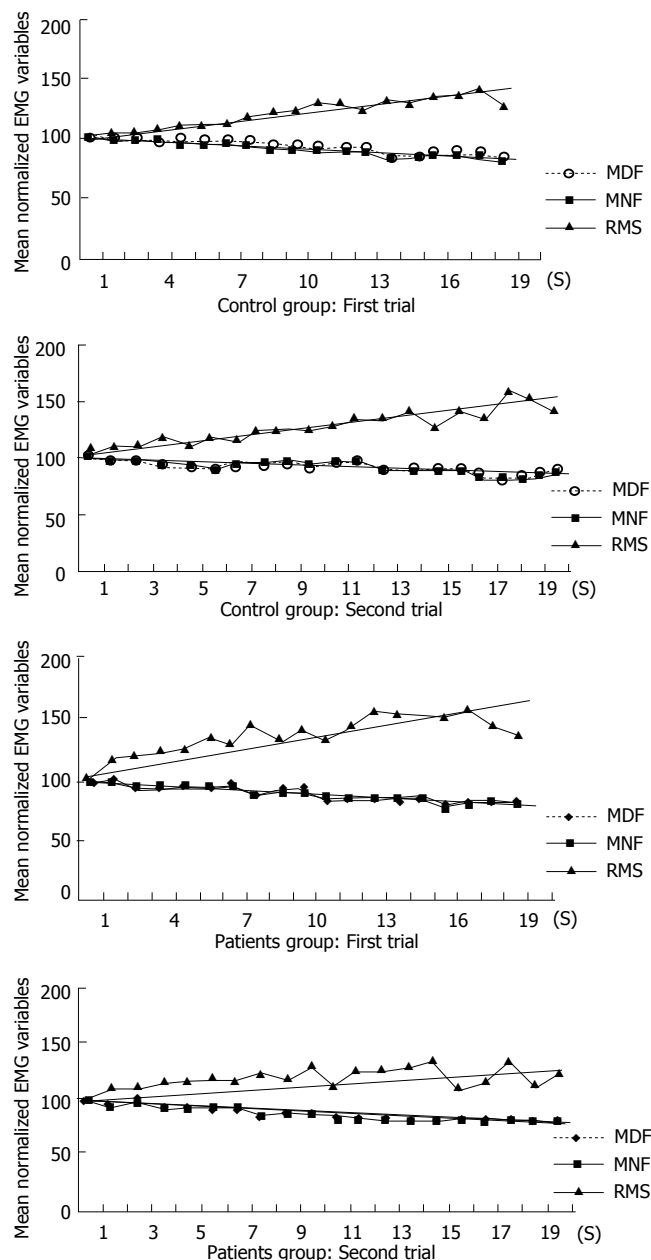 200
150
100
50
0
Mean normalized EMG variables
MDF
MNF
RMS
1 4 7 10 13 16 19 (S)
Control group: First trial
200
150
100
50
0
Mean normalized EMG variables
MDF
MNF
RMS
1 3 5 7 9 11 13 15 17 19 (S)
Control group: Second trial
200
150
100
50
0
Mean normalized EMG variables
MDF
MNF
RMS
1 4 7 10 13 16 19 (S)
Patients group: First trial
200
150
100
50
0
Mean normalized EMG variables
MDF
MNF
RMS
1 3 5 7 9 11 13 15 17 19 (S)
Patients group: Second trial